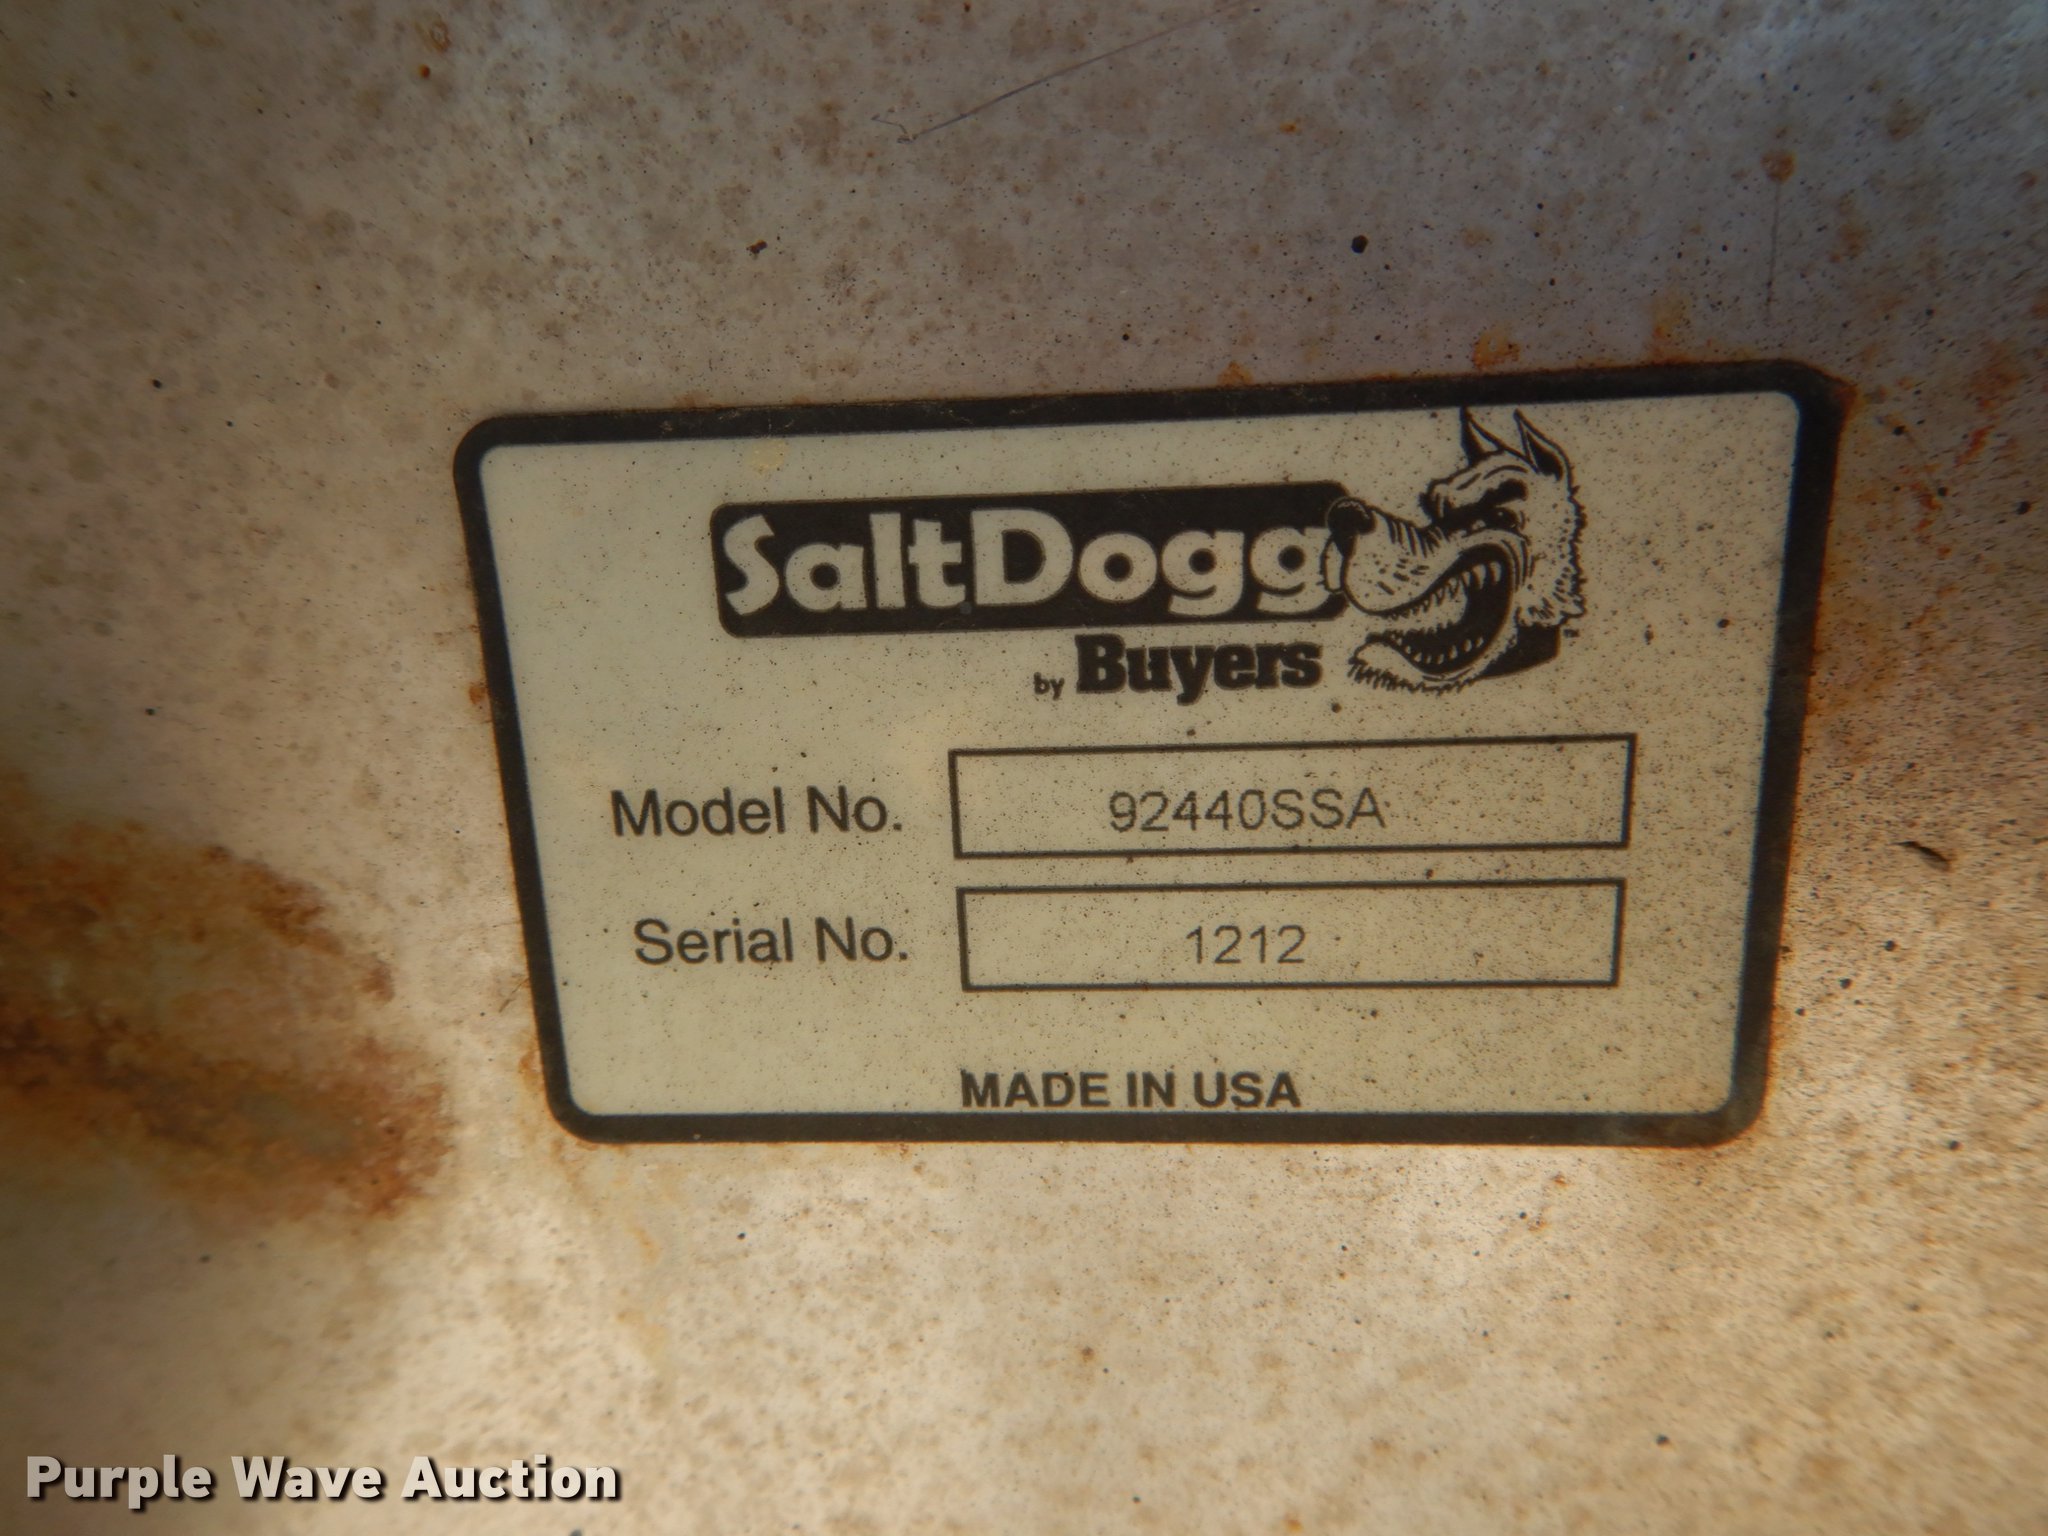 SaltDogg
by Buyers
Model No. 92440SSA
Serial No. 1212
MADE IN USA
Purple Wave Auction